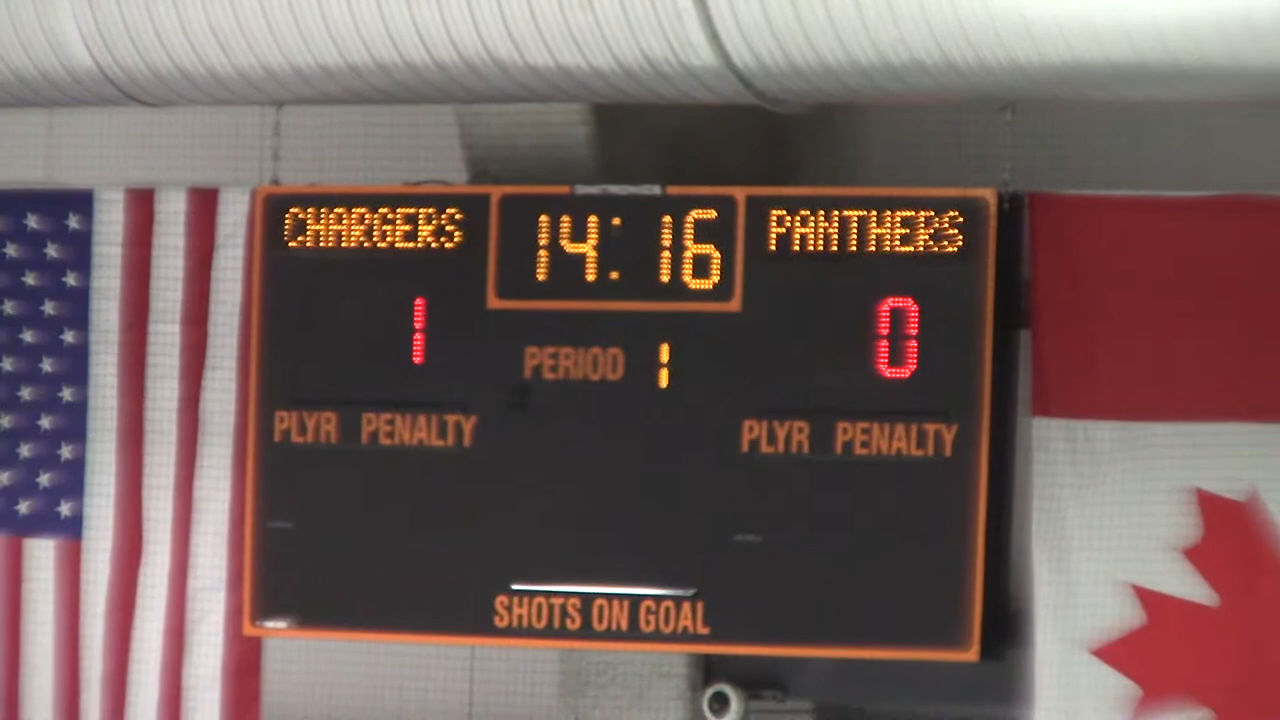 CHARGERS 14:16 PANTHERS
1 PERIOD 1 0
PLYR PENALTY PLYR PENALTY
SHOTS ON GOAL